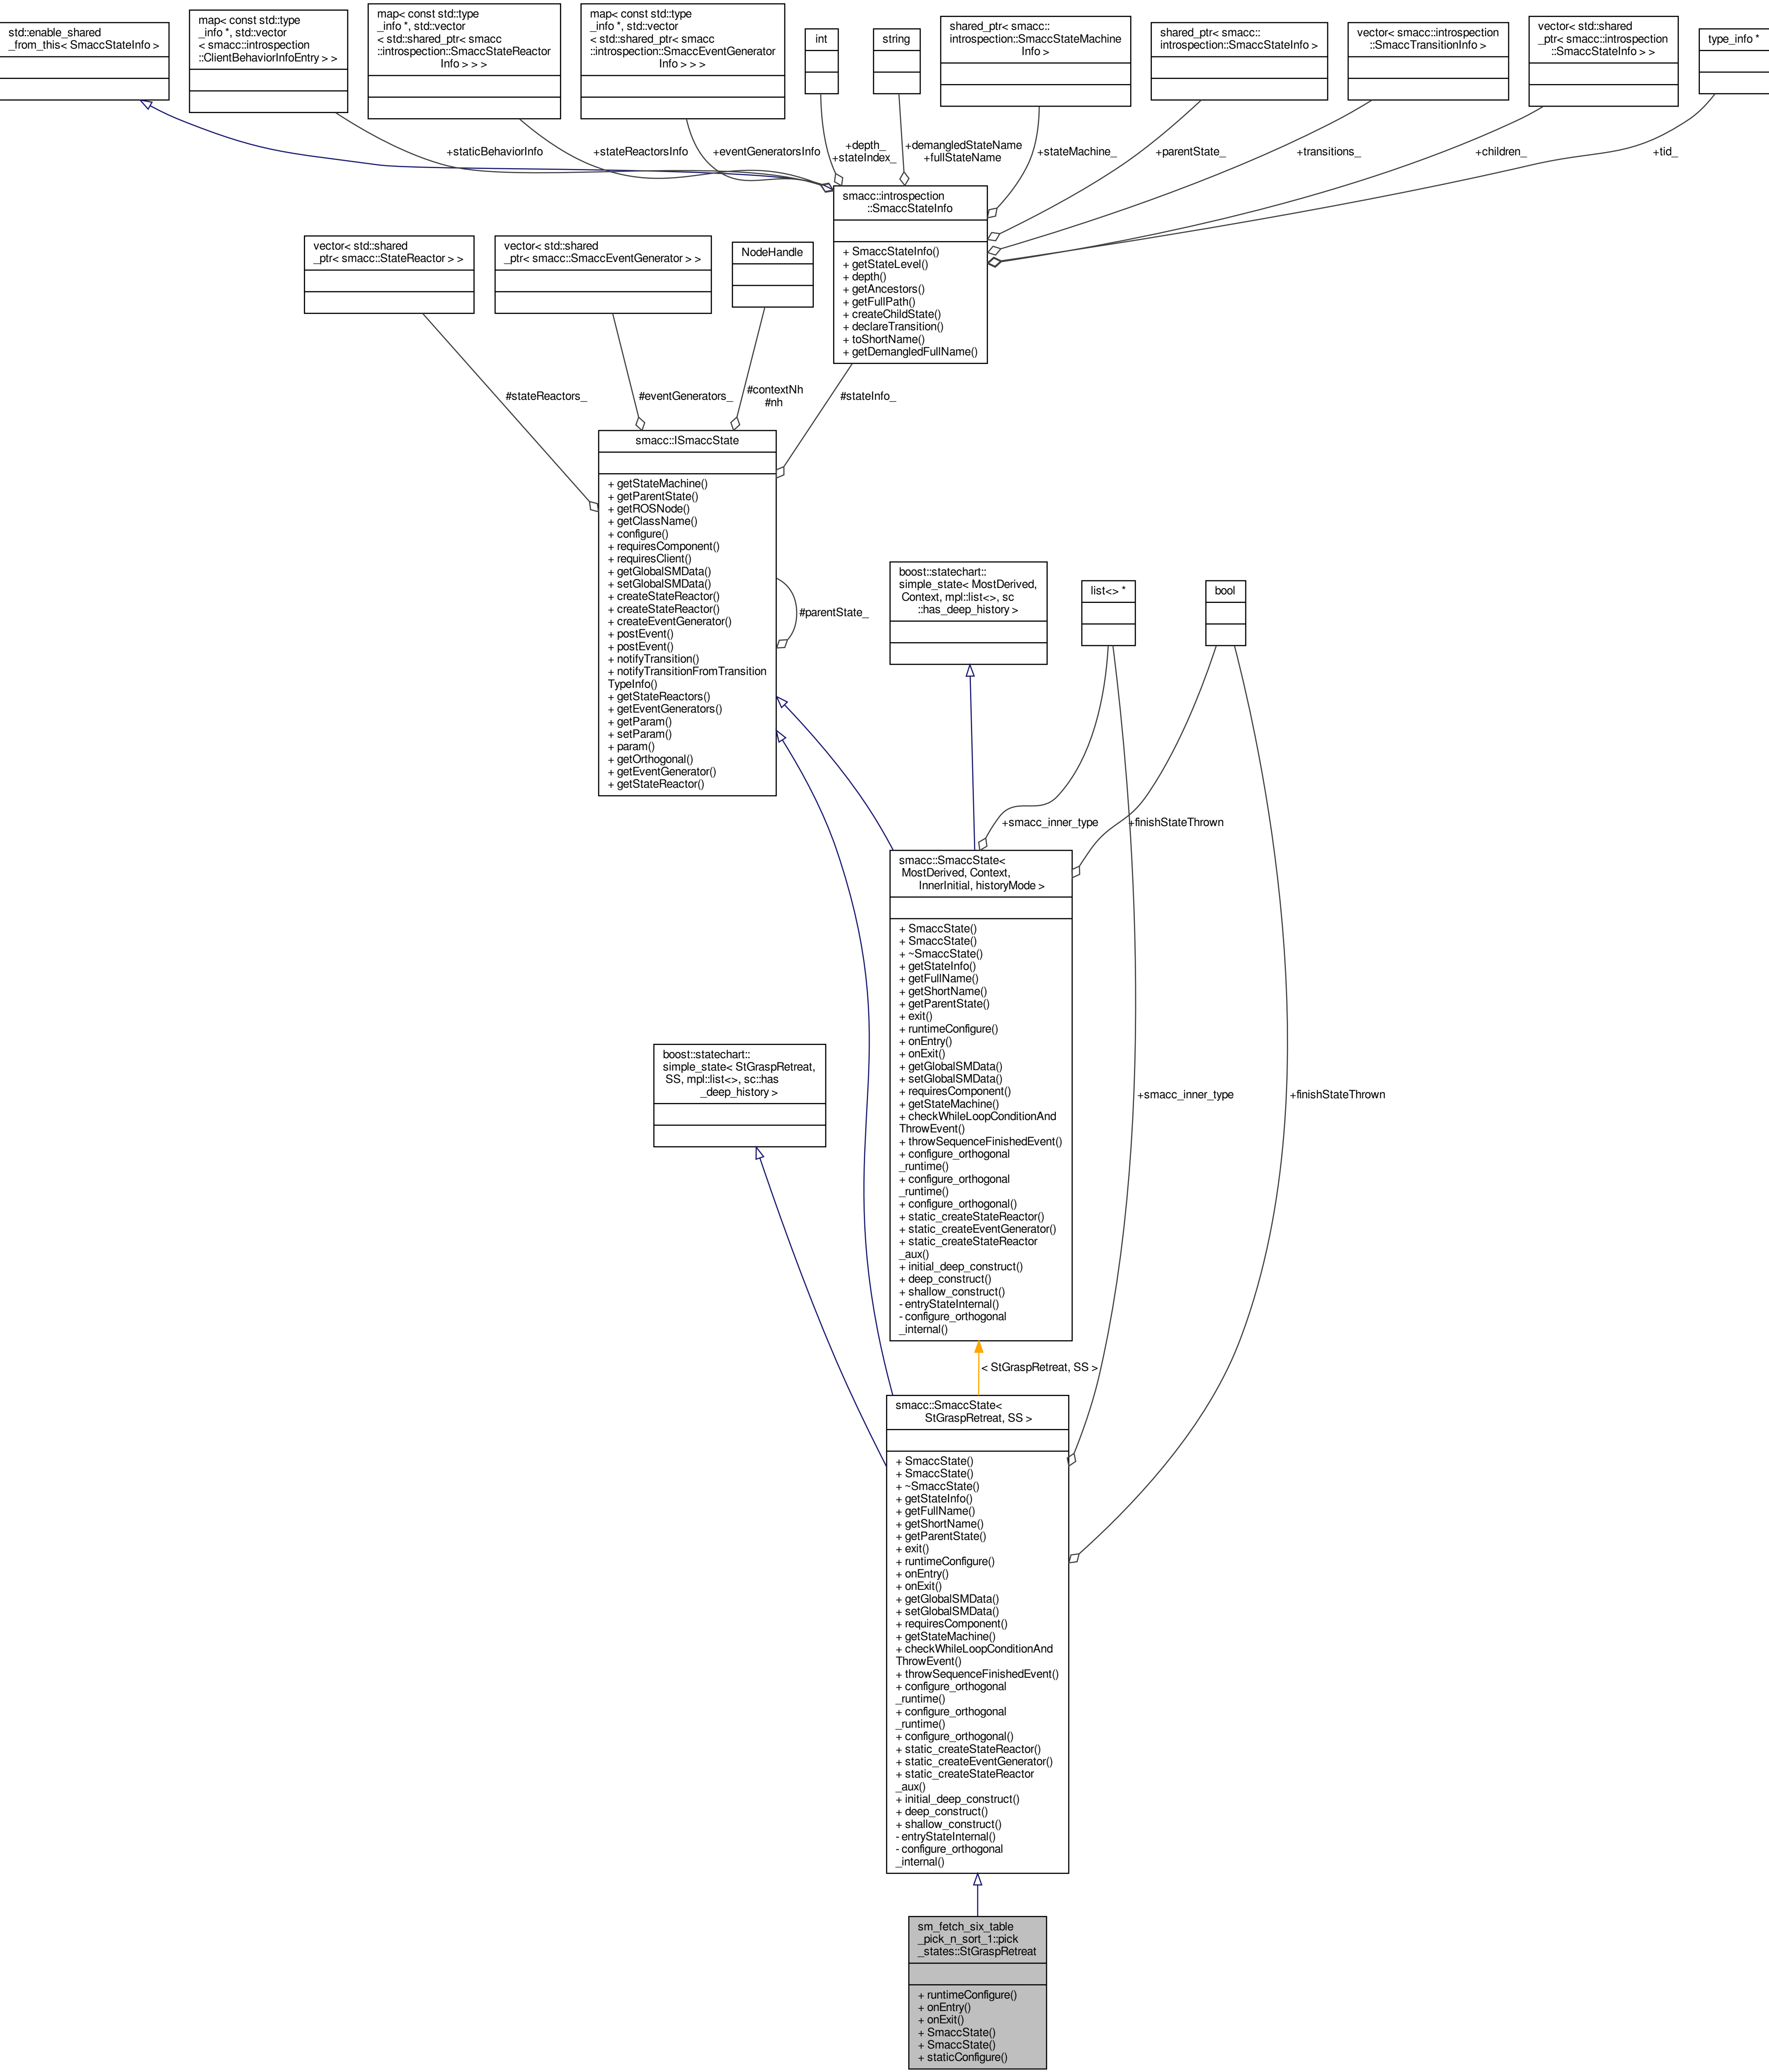 std::enable_shared
_from_this< SmaccStateInfo >
map< const std::type
_info *, std::vector
< smacc::introspection
::ClientBehaviorInfoEntry > >
map< const std::type
_info *, std::vector
< std::shared_ptr< smacc
::introspection::SmaccStateReactor
Info > > >
map< const std::type
_info *, std::vector
< std::shared_ptr< smacc
::introspection::SmaccEventGenerator
Info > > >
int
string
shared_ptr< smacc::
introspection::SmaccStateMachine
Info >
shared_ptr< smacc::
introspection::SmaccStateInfo >
vector< smacc::introspection
::SmaccTransitionInfo >
vector< std::shared
_ptr< smacc::introspection
::SmaccStateInfo > >
type_info *
+staticBehaviorInfo
+stateReactorsInfo
+eventGeneratorsInfo
+depth_
+stateIndex_
+demangledStateName
+fullStateName
+stateMachine_
+parentState_
+transitions_
+children_
+tid_
smacc::introspection
::SmaccStateInfo
+ SmaccStateInfo()
+ getStateLevel()
+ depth()
+ getAncestors()
+ getFullPath()
+ createChildState()
+ declareTransition()
+ toShortName()
+ getDemangledFullName()
vector< std::shared
_ptr< smacc::StateReactor > >
vector< std::shared
_ptr< smacc::SmaccEventGenerator > >
NodeHandle
#stateReactors_
#eventGenerators_
#contextNh
#nh
#stateInfo_
smacc::ISmaccState
+ getStateMachine()
+ getParentState()
+ getROSNode()
+ getClassName()
+ configure()
+ requiresComponent()
+ requiresClient()
+ getGlobalSMData()
+ setGlobalSMData()
+ createStateReactor()
+ createStateReactor()
+ createEventGenerator()
+ postEvent()
+ postEvent()
+ notifyTransition()
+ notifyTransitionFromTransition
TypeInfo()
+ getStateReactors()
+ getEventGenerators()
+ getParam()
+ setParam()
+ param()
+ getOrthogonal()
+ getEventGenerator()
+ getStateReactor()
#parentState_
boost::statechart::
simple_state< MostDerived,
Context, mpl::list<>, sc
::has_deep_history >
list<> *
bool
+smacc_inner_type
+finishStateThrown
smacc::SmaccState<
MostDerived, Context,
InnerInitial, historyMode >
+ SmaccState()
+ SmaccState()
+ ~SmaccState()
+ getStateInfo()
+ getFullName()
+ getShortName()
+ getParentState()
+ exit()
+ runtimeConfigure()
+ onEntry()
+ onExit()
+ getGlobalSMData()
+ setGlobalSMData()
+ requiresComponent()
+ getStateMachine()
+ checkWhileLoopConditionAnd
ThrowEvent()
+ throwSequenceFinishedEvent()
+ configure_orthogonal
_runtime()
+ configure_orthogonal
_runtime()
+ configure_orthogonal()
+ static_createStateReactor()
+ static_createEventGenerator()
+ static_createStateReactor
_aux()
+ initial_deep_construct()
+ deep_construct()
+ shallow_construct()
- entryStateInternal()
- configure_orthogonal
_internal()
boost::statechart::
simple_state< StGraspRetreat,
SS, mpl::list<>, sc::has
_deep_history >
+smacc_inner_type
+finishStateThrown
< StGraspRetreat, SS >
smacc::SmaccState<
StGraspRetreat, SS >
+ SmaccState()
+ SmaccState()
+ ~SmaccState()
+ getStateInfo()
+ getFullName()
+ getShortName()
+ getParentState()
+ exit()
+ runtimeConfigure()
+ onEntry()
+ onExit()
+ getGlobalSMData()
+ setGlobalSMData()
+ requiresComponent()
+ getStateMachine()
+ checkWhileLoopConditionAnd
ThrowEvent()
+ throwSequenceFinishedEvent()
+ configure_orthogonal
_runtime()
+ configure_orthogonal
_runtime()
+ configure_orthogonal()
+ static_createStateReactor()
+ static_createEventGenerator()
+ static_createStateReactor
_aux()
+ initial_deep_construct()
+ deep_construct()
+ shallow_construct()
- entryStateInternal()
- configure_orthogonal
_internal()
sm_fetch_six_table
_pick_n_sort_1::pick
_states::StGraspRetreat
+ runtimeConfigure()
+ onEntry()
+ onExit()
+ SmaccState()
+ SmaccState()
+ staticConfigure()